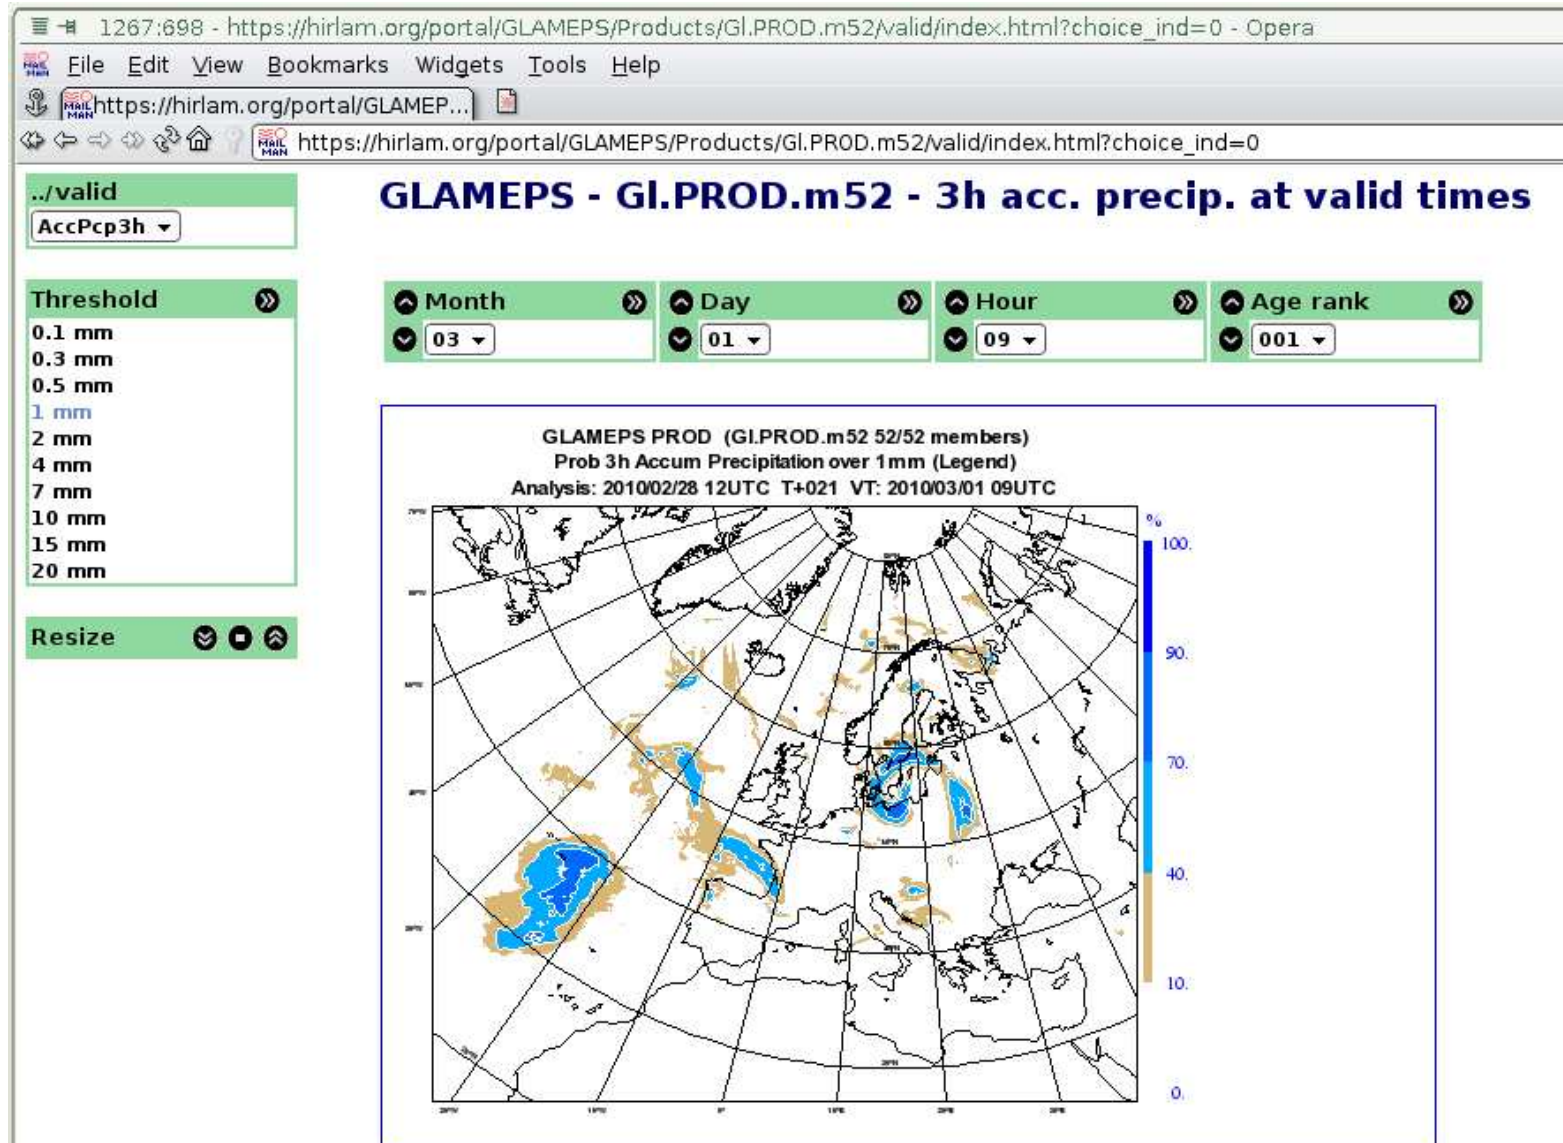 1267:698 - https://hirlam.org/portal/GLAMEPS/Products/Gl.PROD.m52/valid/index.html?choice_ind=0 - Opera
File Edit View Bookmarks Widgets Tools Help
https://hirlam.org/portal/GLAMEP...
https://hirlam.org/portal/GLAMEPS/Products/Gl.PROD.m52/valid/index.html?choice_ind=0
../valid
AccPcp3h
GLAMEPS - Gl.PROD.m52 - 3h acc. precip. at valid times
Threshold
0.1 mm
0.3 mm
0.5 mm
1 mm
2 mm
4 mm
7 mm
10 mm
15 mm
20 mm
Resize
Month Day Hour Age rank
03 01 09 001
GLAMEPS PROD (Gl.PROD.m52 52/52 members)
Prob 3h Accum Precipitation over 1mm (Legend)
Analysis: 2010/02/28 12UTC T+021 VT: 2010/03/01 09UTC
%
100.
90.
70.
40.
10.
0.